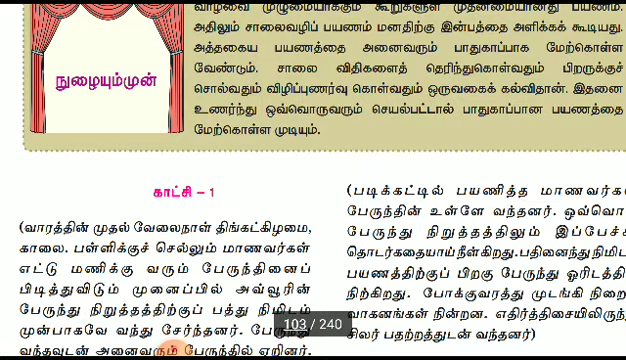 வாழ்வை முழுமையாக்கும் கூறுகளுள் முதன்மையானது பயணம்.
அதிலும் சாலைவழிப் பயணம் மனதிற்கு இன்பத்தை அளிக்கக் கூடியது.
அத்தகைய பயணத்தை அனைவரும் பாதுகாப்பாக மேற்கொள்ள
வேண்டும். சாலை விதிகளைத் தெரிந்துகொள்வதும் பிறருக்குச்
சொல்வதும் விழிப்புணர்வு கொள்வதும் ஒருவகைக் கல்விதான். இதனை
உணர்ந்து ஒவ்வொருவரும் செயல்பட்டால் பாதுகாப்பான பயணத்தை
மேற்கொள்ள முடியும்.
நுழையும்முன்
காட்சி – 1
(வாரத்தின் முதல் வேலைநாள் திங்கட்கிழமை,
காலை. பள்ளிக்குச் செல்லும் மாணவர்கள்
எட்டு மணிக்கு வரும் பேருந்தினைப்
பிடித்துவிடும் முனைப்பில் அவ்வூரின்
பேருந்து நிறுத்தத்திற்குப் பத்து நிமிடம்
முன்பாகவே வந்து சேர்ந்தனர். பேருந்து
வந்தவுடன் அனைவரும் பேருந்தில் ஏறினர்.
(படிக்கட்டில் பயணித்த மாணவர்கள்
பேருந்தின் உள்ளே வந்தனர். ஒவ்வொ
பேருந்து நிறுத்தத்திலும் இப்பேச்
தொடர்கதையாய்நீள்கிறது.பதினைந்துநிமிட
பயணத்திற்குப் பிறகு பேருந்து ஓரிடத்தி
நிற்கிறது. போக்குவரத்து முடங்கி நிறை
வாகனங்கள் நின்றன. எதிர்த்திசையிலிருந்
சிலர் பதற்றத்துடன் வந்தனர்)
103 / 240